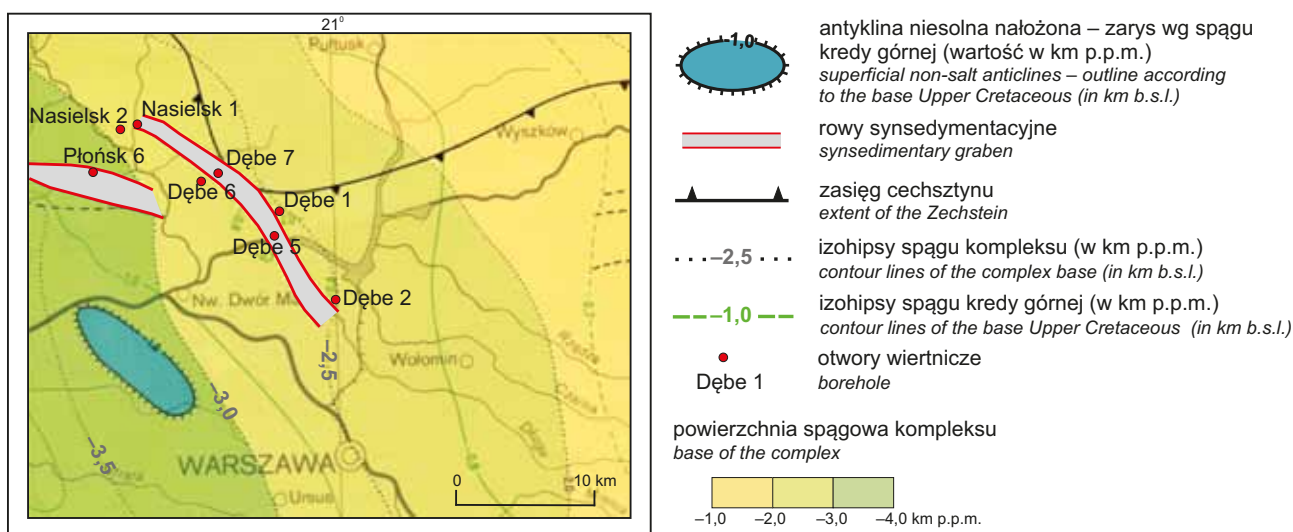 21°
Pułtusk
Nasielsk 2
Nasielsk 1
Wyszków
Płońsk 6
Dębe 7
Dębe 6
Dębe 1
Dębe 5
Nw. Dwór
Dębe 2
Wołomin
–2,5
–3,0
–3,5
WARSZAWA
Ursus
0
10 km
-1,0
antyklina niesolna nałożona – zarys wg spągu
kredy górnej (wartość w km p.p.m.)
superficial non-salt anticlines – outline according
to the base Upper Cretaceous (in km b.s.l.)
rowy synsedymentacyjne
synsedimentary graben
zasięg cechsztynu
extent of the Zechstein
–2,5
izohipsy spągu kompleksu (w km p.p.m.)
contour lines of the complex base (in km b.s.l.)
–1,0
izohipsy spągu kredy górnej (w km p.p.m.)
contour lines of the base Upper Cretaceous (in km b.s.l.)
Dębe 1
otwory wiertnicze
borehole
powierzchnia spągowa kompleksu
base of the complex
–1,0
–2,0
–3,0
–4,0 km p.p.m.